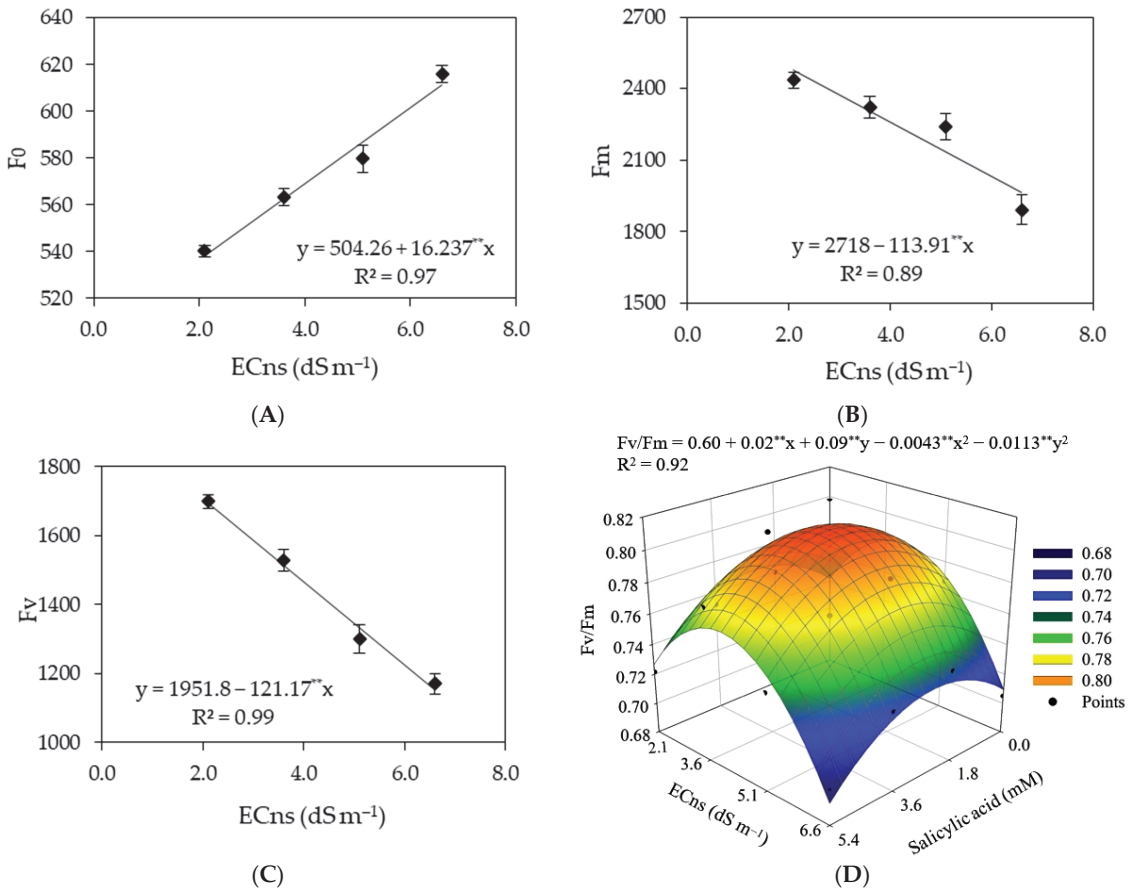 640
620
600
580
560
540
520
F0
y = 504.26 + 16.237**x
R² = 0.97
0.0 2.0 4.0 6.0 8.0
ECns (dS m⁻¹)
(A)
2700
2400
2100
1800
1500
Fm
y = 2718 – 113.91**x
R² = 0.89
0.0 2.0 4.0 6.0 8.0
ECns (dS m⁻¹)
(B)
1800
1600
1400
1200
1000
Fv
y = 1951.8 – 121.17**x
R² = 0.99
0.0 2.0 4.0 6.0 8.0
ECns (dS m⁻¹)
(C)
Fv/Fm = 0.60 + 0.02**x + 0.09**y – 0.0043**x² – 0.0113**y²
R² = 0.92
0.82
0.80
0.78
0.76
0.74
0.72
0.70
0.68
Fv/Fm
2.1
3.6
5.1
6.6
ECns (dS m⁻¹)
0.0
1.8
3.6
5.4
Salicylic acid (mM)
0.68
0.70
0.72
0.74
0.76
0.78
0.80
Points
(D)